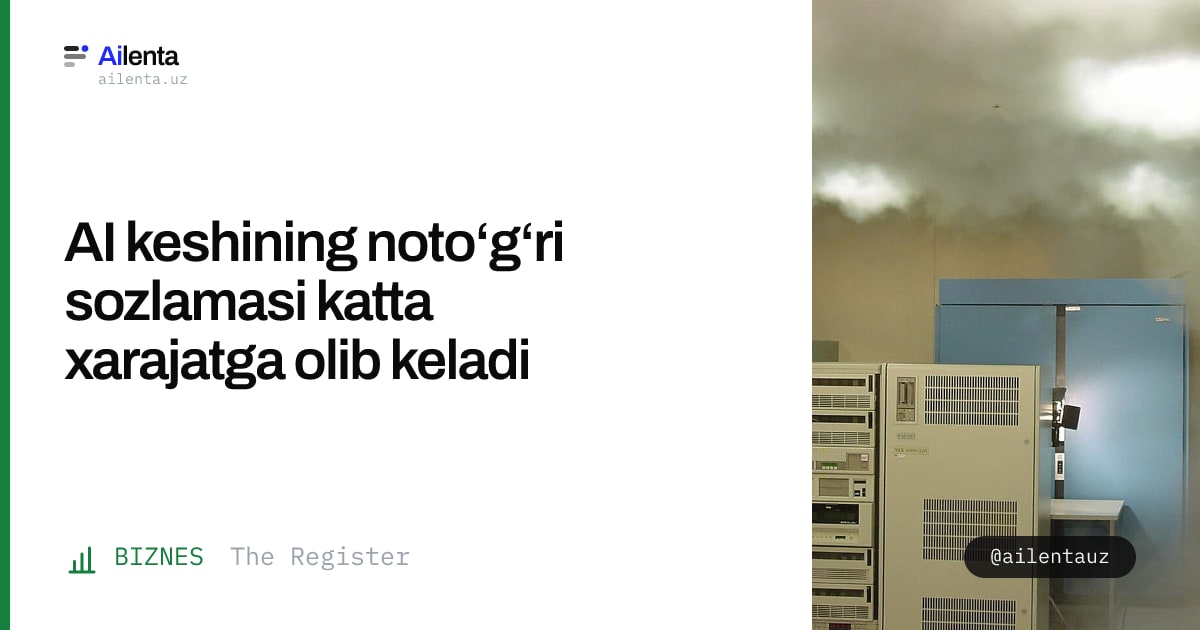 Ailenta
ailenta.uz
AI keshining noto‘g‘ri
sozlamasi katta
xarajatga olib keladi
BIZNES The Register
@ailentauz